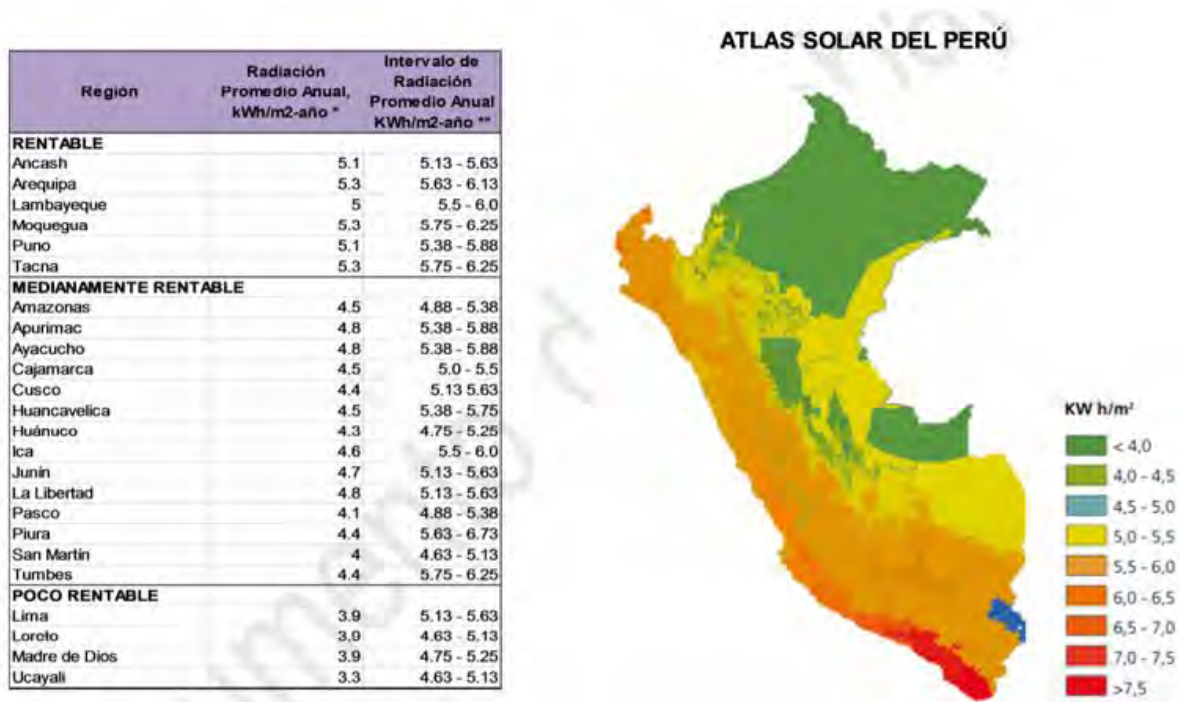 ATLAS SOLAR DEL PERÚ
Región Radiación Promedio Anual, kWh/m2-año * Intervalo de Radiación Promedio Anual KWh/m2-año **
RENTABLE
Ancash 5.1 5.13 - 5.63
Arequipa 5.3 5.63 - 6.13
Lambayeque 5 5.5 - 6.0
Moquegua 5.3 5.75 - 6.25
Puno 5.1 5.38 - 5.88
Tacna 5.3 5.75 - 6.25
MEDIANAMENTE RENTABLE
Amazonas 4.5 4.88 - 5.38
Apurimac 4.8 5.38 - 5.88
Ayacucho 4.8 5.38 - 5.88
Cajamarca 4.5 5.0 - 5.5
Cusco 4.4 5.13 5.63
Huancavelica 4.5 5.38 - 5.75
Huánuco 4.3 4.75 - 5.25
Ica 4.6 5.5 - 6.0
Junín 4.7 5.13 - 5.63
La Libertad 4.8 5.13 - 5.63
Pasco 4.1 4.88 - 5.38
Piura 4.4 5.63 - 6.73
San Martín 4 4.63 - 5.13
Tumbes 4.4 5.75 - 6.25
POCO RENTABLE
Lima 3.9 5.13 - 5.63
Loreto 4.63 - 5.13
Madre de Dios 3.9 4.75 - 5.25
Ucayali 3.3 4.63 - 5.13
KW h/m²
< 4,0
4,0 - 4,5
4,5 - 5,0
5,0 - 5,5
5,5 - 6,0
6,0 - 6,5
6,5 - 7,0
7,0 - 7,5
>7,5